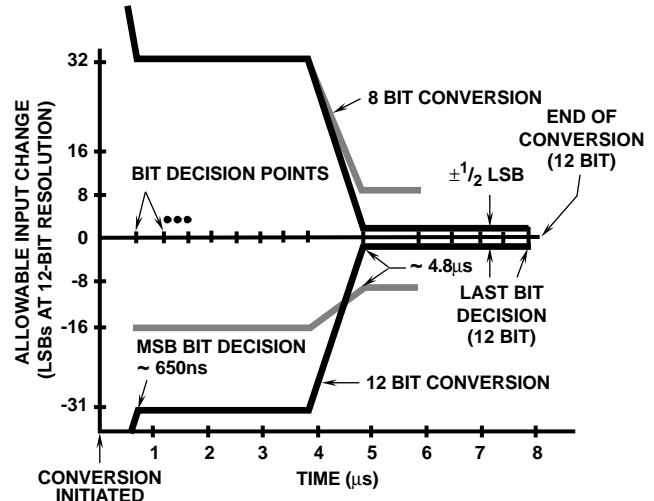 32
16
8
0
-8
-16
-31
ALLOWABLE INPUT CHANGE
(LSBs AT 12-BIT RESOLUTION)
8 BIT CONVERSION
END OF
CONVERSION
(12 BIT)
BIT DECISION POINTS
±1/2 LSB
~ 4.8µs
LAST BIT
DECISION
(12 BIT)
MSB BIT DECISION
~ 650ns
12 BIT CONVERSION
1 2 3 4 5 6 7 8
CONVERSION
INITIATED
TIME (µs)